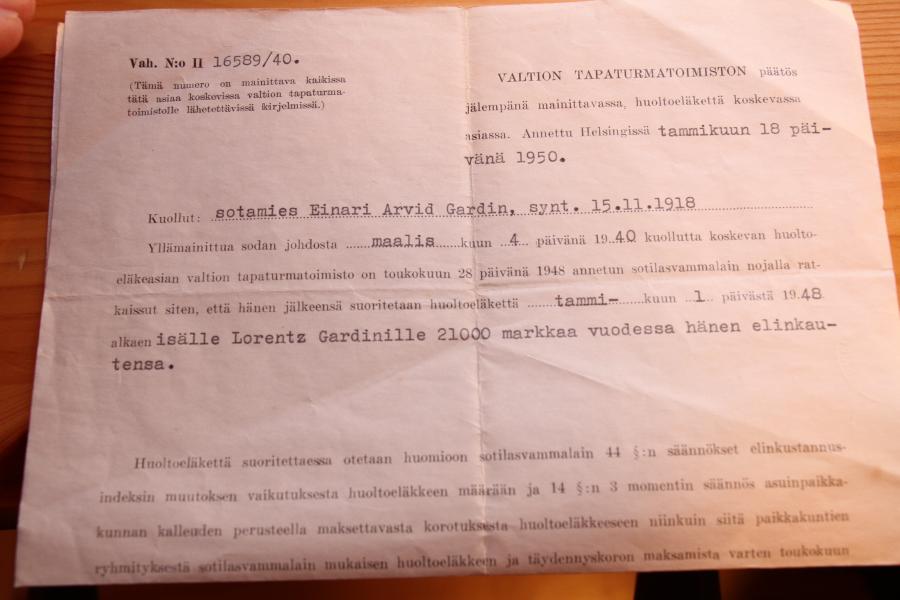 Vah. N:o II 16589/40.
(Tämä numero on mainittava kaikissa
tätä asiaa koskevissa valtion tapaturma-
toimistolle lähetettävissä kirjelmissä.)
VALTION TAPATURMATOIMISTON päätös
jälempänä mainittavassa, huoltoeläkettä koskevassa
asiassa. Annettu Helsingissä tammikuun 18 päi-
vänä 1950.
Kuollut: sotamies Einari Arvid Gardin, synt. 15.11.1918
Yllämainittua sodan johdosta maalis kuun 4 päivänä 1940 kuollutta koskevan huolto-
eläkeasian valtion tapaturmatoimisto on toukokuun 28 päivänä 1948 annetun sotilasvammalain nojalla rat-
kaissut siten, että hänen jälkeensä suoritetaan huoltoeläkettä tammi- kuun 1 päivästä 1948
alkaen isälle Lorentz Gardinille 21000 markkaa vuodessa hänen elinkau-
tensa.
Huoltoeläkettä suoritettaessa otetaan huomioon sotilasvammalain 44 §:n säännökset elinkustannus-
indeksin muutoksen vaikutuksesta huoltoeläkkeen määrään ja 14 §:n 3 momentin säännös asuinpaikka-
kunnan kalleuden perusteella maksettavasta korotuksesta huoltoeläkkeeseen niinkuin siitä paikkakuntien
ryhmityksestä sotilasvammalain mukaisen huoltoeläkkeen ja täydennyskoron maksamista varten toukokuun